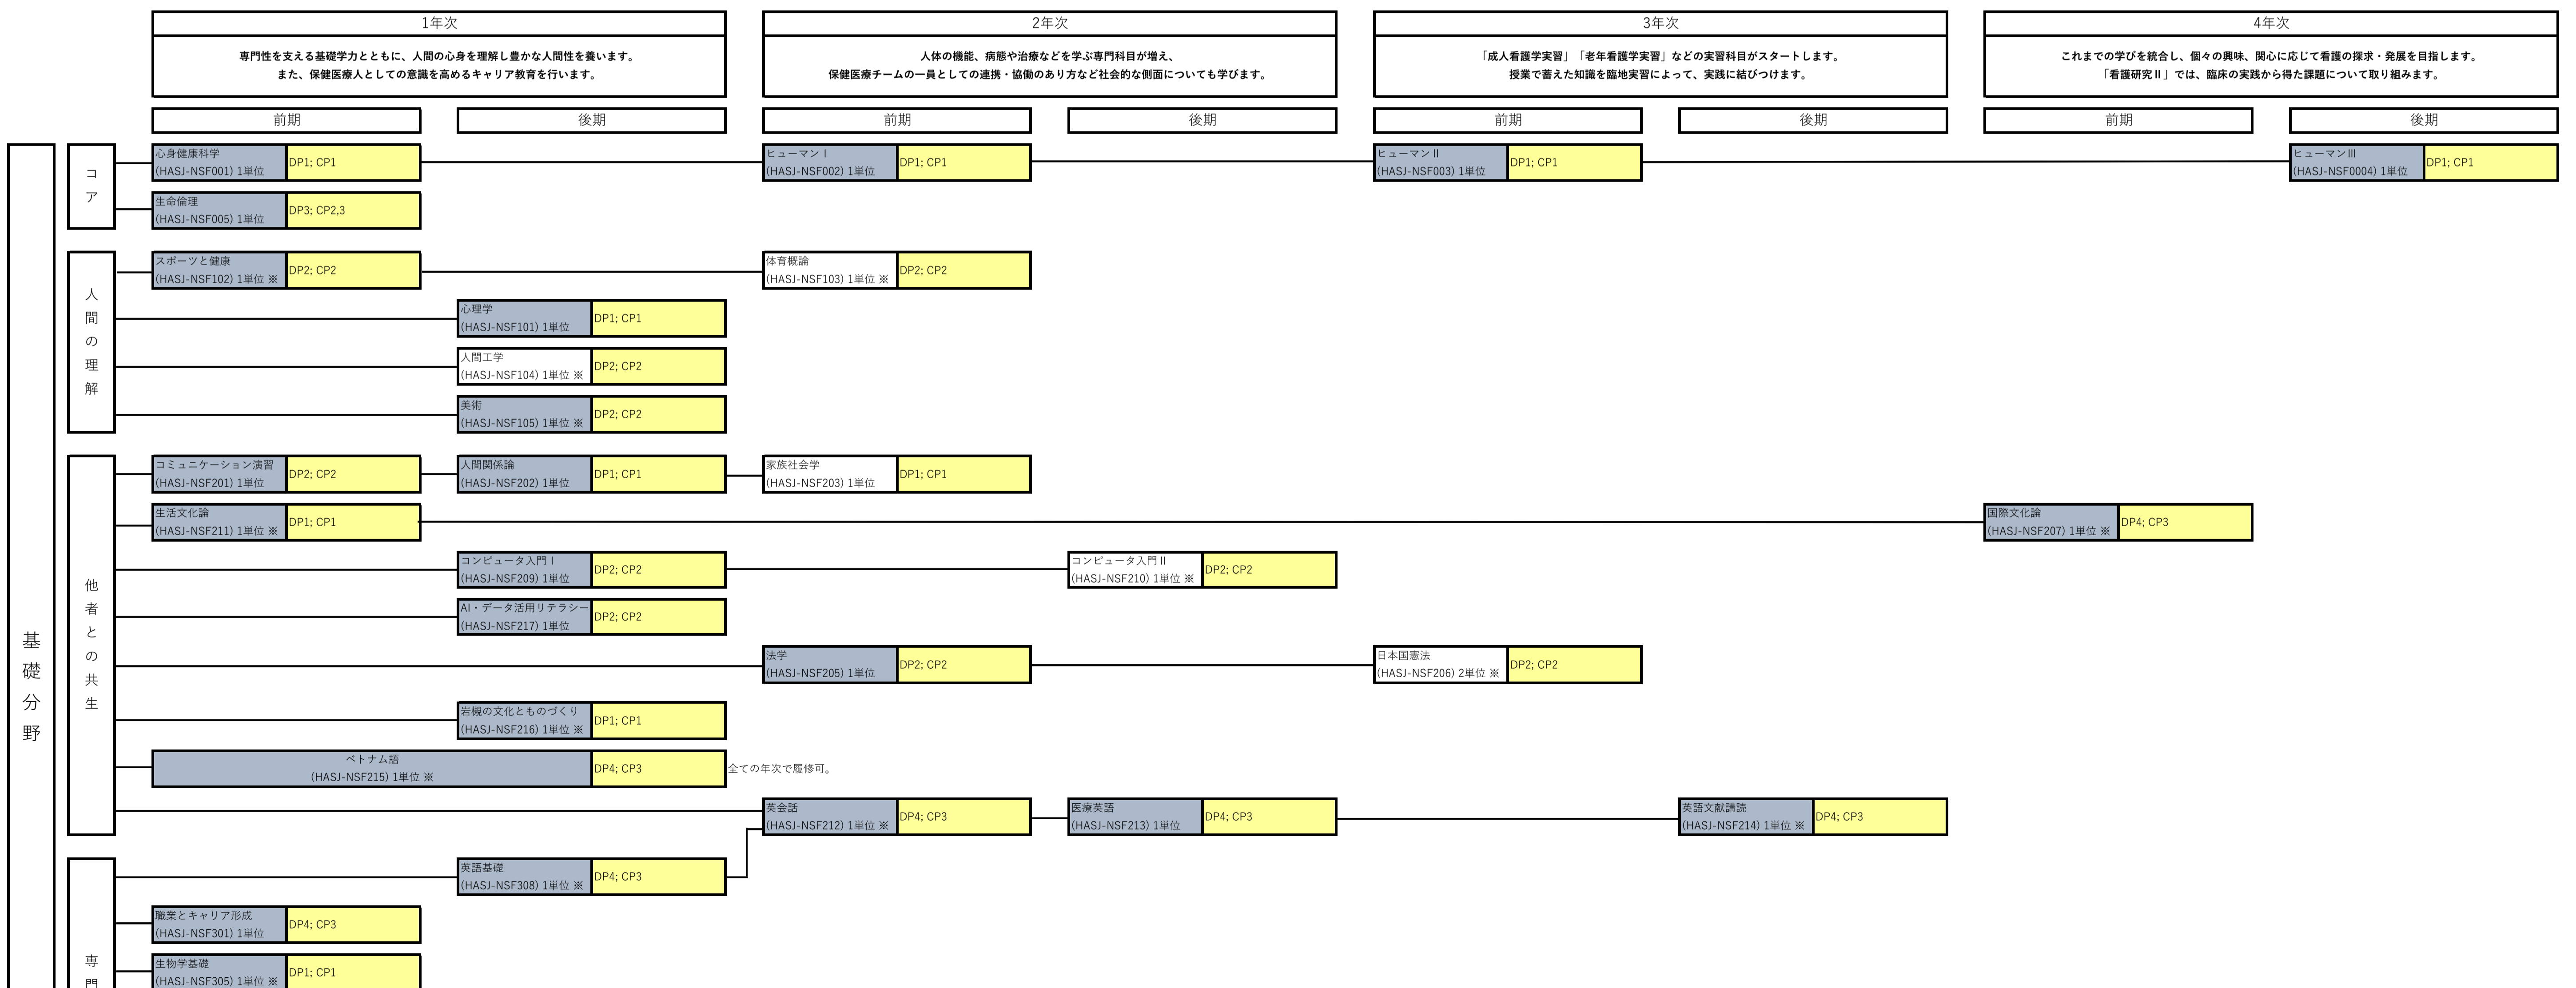 1年次
専門性を支える基礎学力とともに、人間の心身を理解し豊かな人間性を養います。
また、保健医療人としての意識を高めるキャリア教育を行います。
2年次
人体の機能、病態や治療などを学ぶ専門科目が増え、
保健医療チームの一員としての連携・協働のあり方など社会的な側面についても学びます。
3年次
「成人看護学実習」「老年看護学実習」などの実習科目がスタートします。
授業で蓄えた知識を臨地実習によって、実践に結びつけます。
4年次
これまでの学びを統合し、個々の興味、関心に応じて看護の探求・発展を目指します。
「看護研究Ⅱ」では、臨床の実践から得た課題について取り組みます。
前期
後期
前期
後期
前期
後期
前期
後期
基礎分野
コア
心身健康科学
(HASJ-NSF001) 1単位
DP1; CP1
ヒューマンⅠ
(HASJ-NSF002) 1単位
DP1; CP1
ヒューマンⅡ
(HASJ-NSF003) 1単位
DP1; CP1
ヒューマンⅢ
(HASJ-NSF0004) 1単位
DP1; CP1
生命倫理
(HASJ-NSF005) 1単位
DP3; CP2,3
人間の理解
スポーツと健康
(HASJ-NSF102) 1単位 ※
DP2; CP2
体育概論
(HASJ-NSF103) 1単位 ※
DP2; CP2
心理学
(HASJ-NSF101) 1単位
DP1; CP1
人間工学
(HASJ-NSF104) 1単位 ※
DP2; CP2
美術
(HASJ-NSF105) 1単位 ※
DP2; CP2
他者との共生
コミュニケーション演習
(HASJ-NSF201) 1単位
DP2; CP2
人間関係論
(HASJ-NSF202) 1単位
DP1; CP1
家族社会学
(HASJ-NSF203) 1単位
DP1; CP1
生活文化論
(HASJ-NSF211) 1単位 ※
DP1; CP1
国際文化論
(HASJ-NSF207) 1単位 ※
DP4; CP3
コンピュータ入門Ⅰ
(HASJ-NSF209) 1単位
DP2; CP2
コンピュータ入門Ⅱ
(HASJ-NSF210) 1単位 ※
DP2; CP2
AI・データ活用リテラシー
(HASJ-NSF217) 1単位
DP2; CP2
法学
(HASJ-NSF205) 1単位
DP2; CP2
日本国憲法
(HASJ-NSF206) 2単位 ※
DP2; CP2
岩槻の文化とものづくり
(HASJ-NSF216) 1単位 ※
DP1; CP1
ベトナム語
(HASJ-NSF215) 1単位 ※
DP4; CP3
全ての年次で履修可。
英会話
(HASJ-NSF212) 1単位 ※
DP4; CP3
医療英語
(HASJ-NSF213) 1単位
DP4; CP3
英語文献講読
(HASJ-NSF214) 1単位 ※
DP4; CP3
専門
英語基礎
(HASJ-NSF308) 1単位 ※
DP4; CP3
職業とキャリア形成
(HASJ-NSF301) 1単位
DP4; CP3
生物学基礎
(HASJ-NSF305) 1単位 ※
DP1; CP1